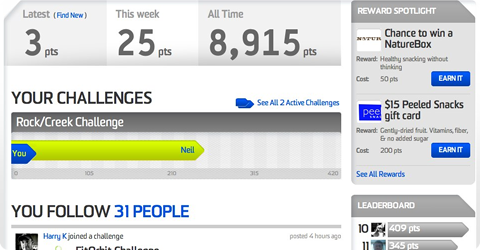 Latest (Find New)
This week
All Time
3 pts
25 pts
8,915 pts
YOUR CHALLENGES
See All 2 Active Challenges
Rock/Creek Challenge
You
Neil
0 105 210 315 420
YOU FOLLOW 31 PEOPLE
Harry K joined a challenge
posted 4 hours ago
FitOrbit Challenge
REWARD SPOTLIGHT
Chance to win a
NatureBox
Reward: Healthy snacking without
thinking
Cost: 50 pts
EARN IT
$15 Peeled Snacks
gift card
Reward: Gently-dried fruit. Vitamins, fiber,
& no added sugar
Cost: 200 pts
EARN IT
See All Rewards
LEADERBOARD
10 409 pts
11 345 pts